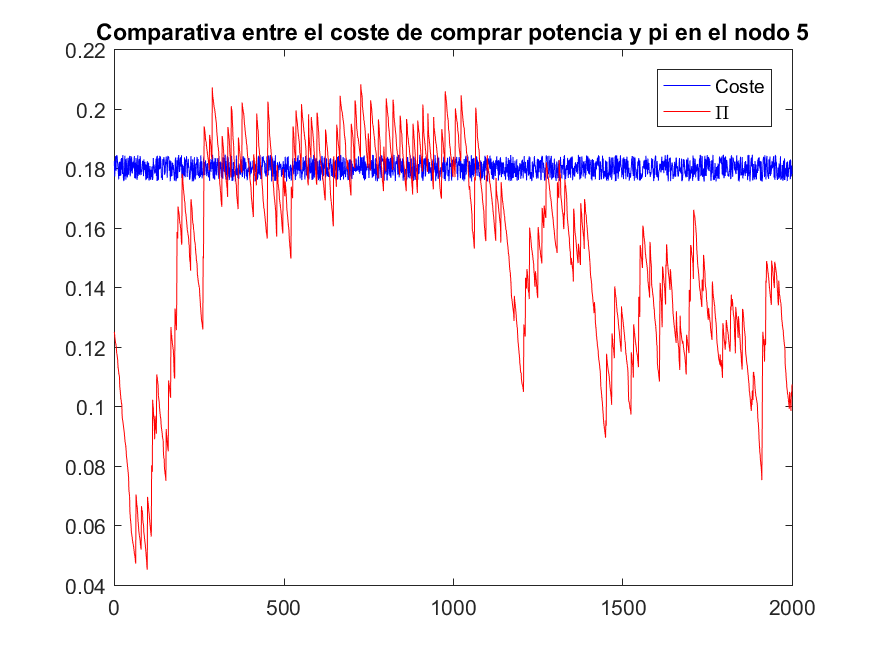 Comparativa entre el coste de comprar potencia y pi en el nodo 5
0.22
0.2
0.18
0.16
0.14
0.12
0.1
0.08
0.06
0.04
0 500 1000 1500 2000
Coste
Π